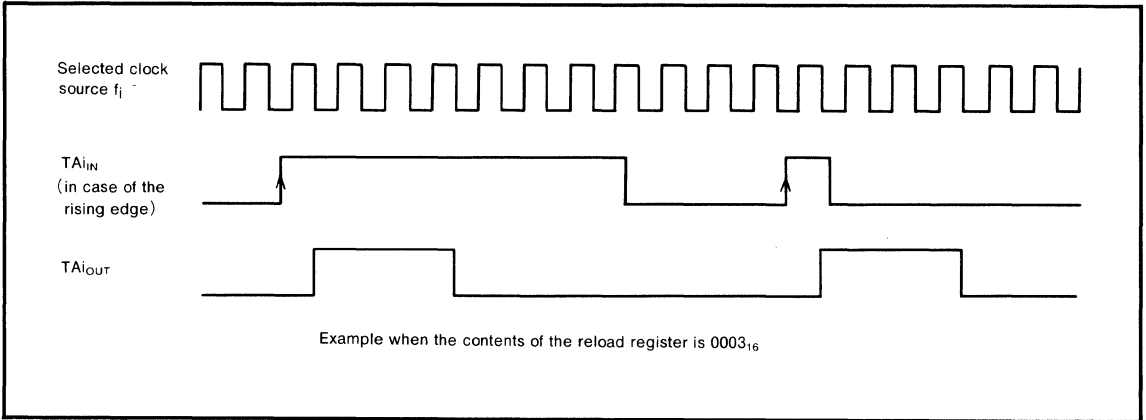 Selected clock
source fi
TAiIN
(in case of the
rising edge)
TAiOUT
Example when the contents of the reload register is 000316